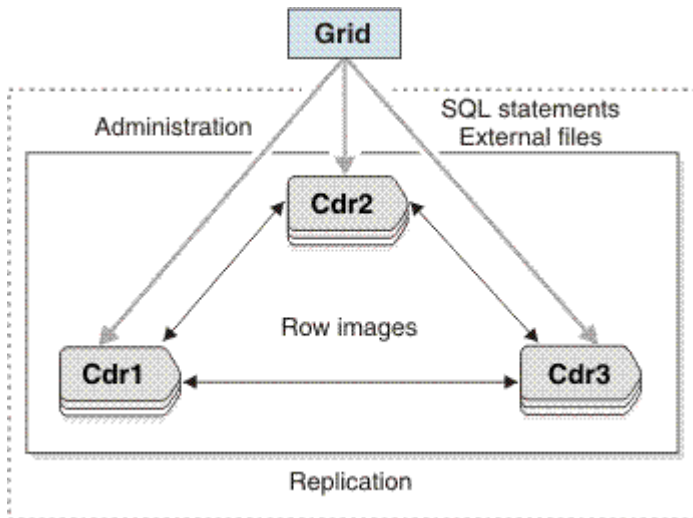 Grid
Administration
SQL statements
External files
Cdr2
Row images
Cdr1
Cdr3
Replication